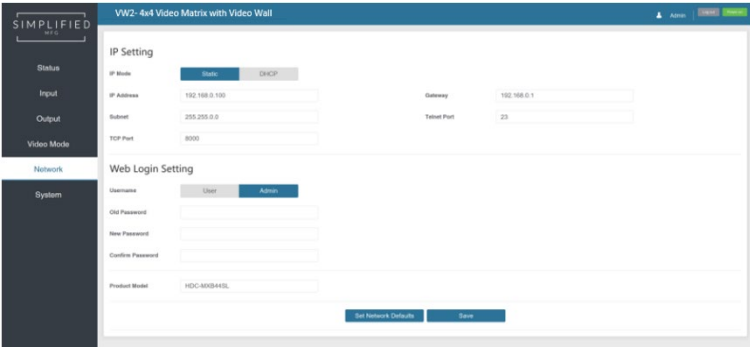 SIMPLIFIED
MFG
VW2- 4x4 Video Matrix with Video Wall
Admin
Status
Input
Output
Video Mode
Network
System
IP Setting
IP Mode Static DHCP
IP Address 192.168.0.100 Gateway 192.168.0.1
Subnet 255.255.0.0 Telnet Port 23
TCP Port 8000
Web Login Setting
Username User Admin
Old Password
New Password
Confirm Password
Product Model HDC-MXB44SL
Set Network Defaults Save